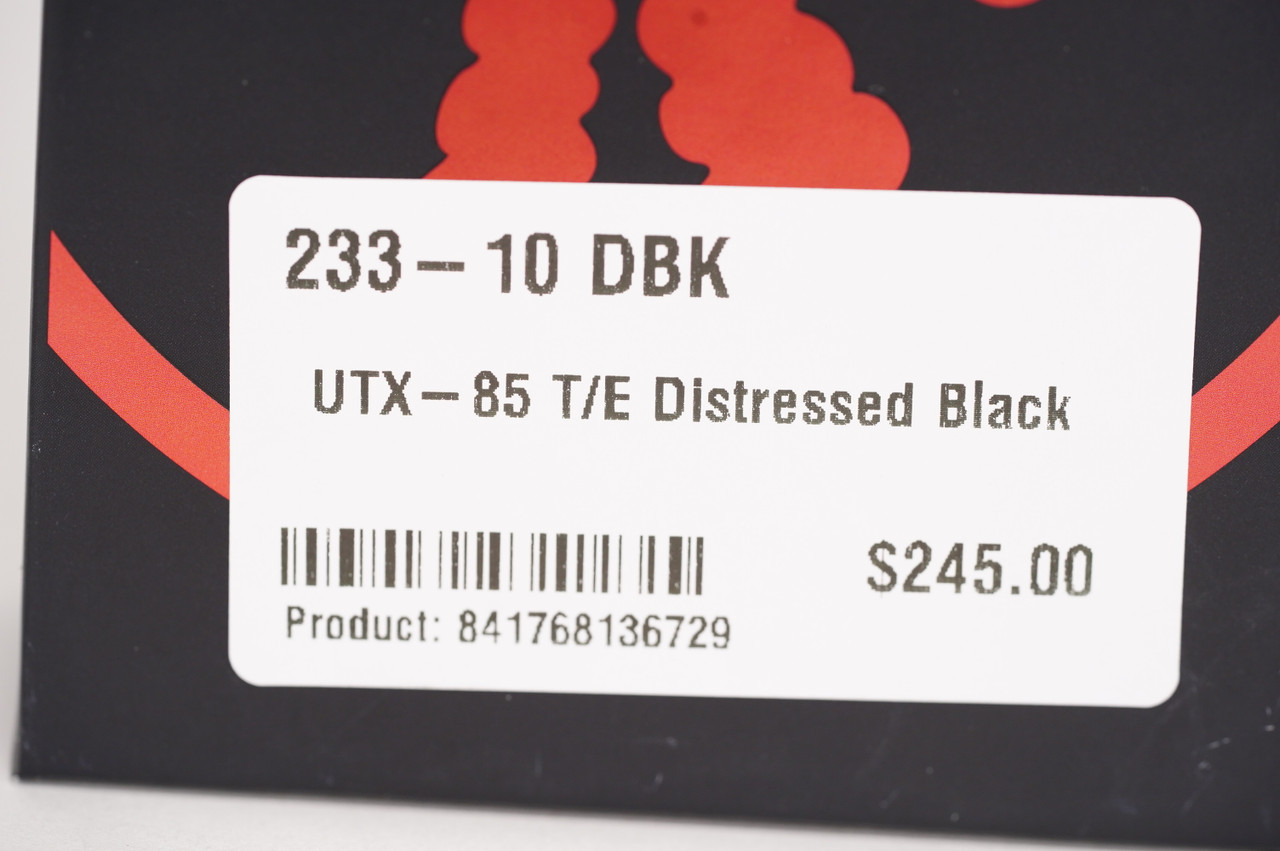 233-10 DBK
UTX-85 T/E Distressed Black
$245.00
Product: 841768136729